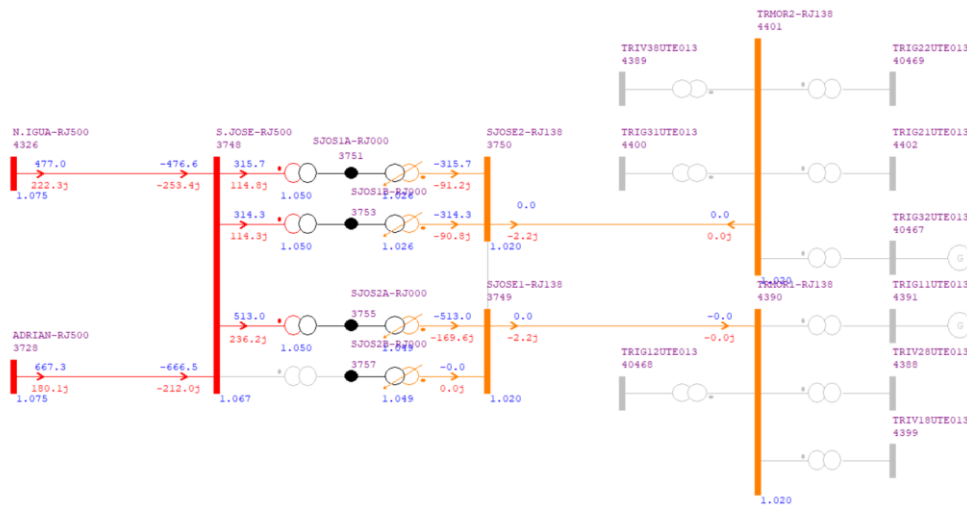 TRMOR2-RJ138
4401
TRIV38UTE013
4389
TRIG22UTE013
40469
TRIG31UTE013
4400
TRIG21UTE013
4402
N.IGUA-RJ500
4326
S.JOSE-RJ500
3748
SJOS1A-RJ000
3751
SJOSE2-RJ138
3750
477.0
-476.6
315.7
-315.7
222.3j
-253.4j
114.8j
-91.2j
1.075
1.050
1.026
SJOS1B-RJ000
3753
314.3
-314.3
114.3j
-90.8j
1.050
1.026
0.0
0.0
-2.2j
0.0j
1.020
TRIG32UTE013
40467
G
1.020
SJOS2A-RJ000
3755
SJOSE1-RJ138
3749
TRMOR1-RJ138
4390
TRIG11UTE013
4391
G
513.0
-513.0
0.0
-0.0
236.2j
-169.6j
-2.2j
-0.0j
1.050
1.049
ADRIAN-RJ500
3728
SJOS2B-RJ000
3757
TRIG12UTE013
40468
TRIV28UTE013
4388
667.3
-666.5
-0.0
180.1j
-212.0j
0.0j
1.075
1.067
1.049
1.020
TRIV18UTE013
4399
1.020